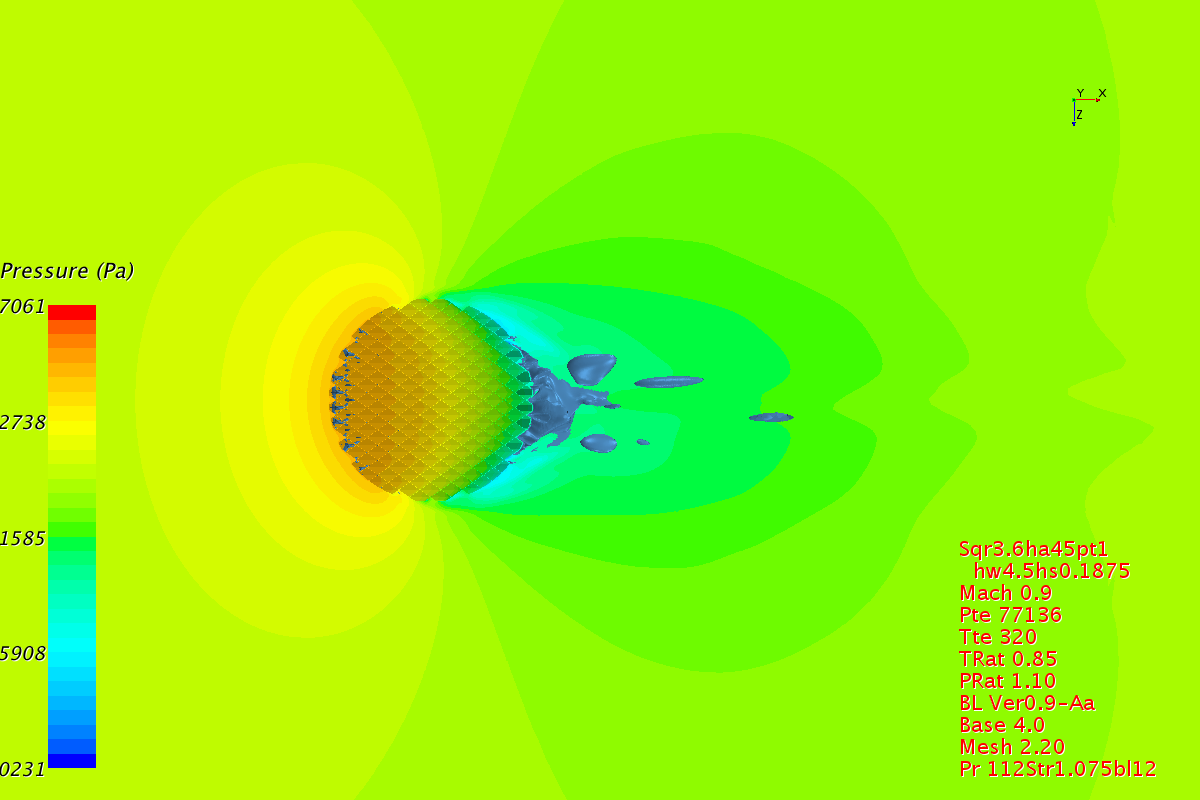 Y X
Z
Pressure (Pa)
7061
2738
1585
5908
0231
Sqr3.6ha45pt1
hw4.5hs0.1875
Mach 0.9
Pte 77136
Tte 320
TRat 0.85
PRat 1.10
BL Ver0.9-Aa
Base 4.0
Mesh 2.20
Pr 112Str1.075bl12